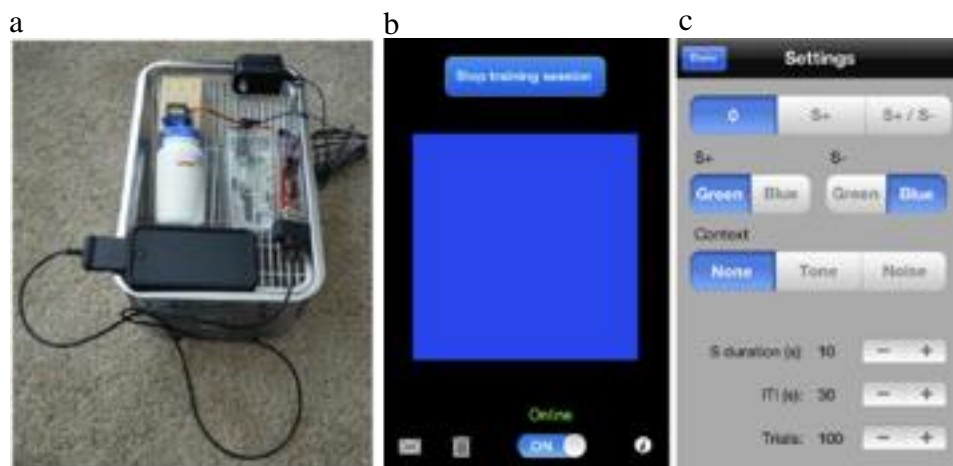 a
b
c
Stop training session
Online
ON
Settings
0 S+ S+ / S-
S+ S-
Green Blue Green Blue
Context
None Tone Noise
S duration (s): 10 - +
ITI (s): 30 - +
Trials: 100 - +